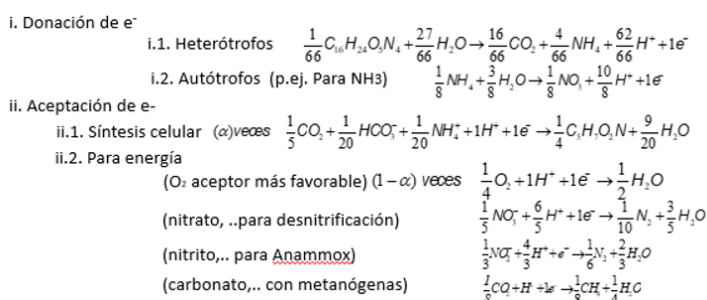 i. Donación de e⁻
i.1. Heterótrofos 1/66 C₁₆H₂₄O₅N₄ + 27/66 H₂O → 16/66 CO₂ + 4/66 NH₄ + 62/66 H⁺ + 1e⁻
i.2. Autótrofos (p.ej. Para NH3) 1/8 NH₄ + 3/8 H₂O → 1/8 NO₃ + 10/8 H⁺ + 1e⁻
ii. Aceptación de e-
ii.1. Síntesis celular (α)veces 1/5 CO₂ + 1/20 HCO₃⁻ + 1/20 NH₄⁺ + 1H⁺ + 1e⁻ → 1/4 C₅H₇O₂N + 9/20 H₂O
ii.2. Para energía
(O₂ aceptor más favorable) (1 − α) veces 1/4 O₂ + 1H⁺ + 1e⁻ → 1/2 H₂O
(nitrato, ..para desnitrificación) 1/5 NO₃⁻ + 6/5 H⁺ + 1e⁻ → 1/10 N₂ + 3/5 H₂O
(nitrito,.. para Anammox) 1/3 NO₂⁻ + 4/3 H⁺ + e⁻ → 1/6 N₂ + 2/3 H₂O
(carbonato,.. con metanógenas) CO₂ + H + 1e → CH₄ + H₂O